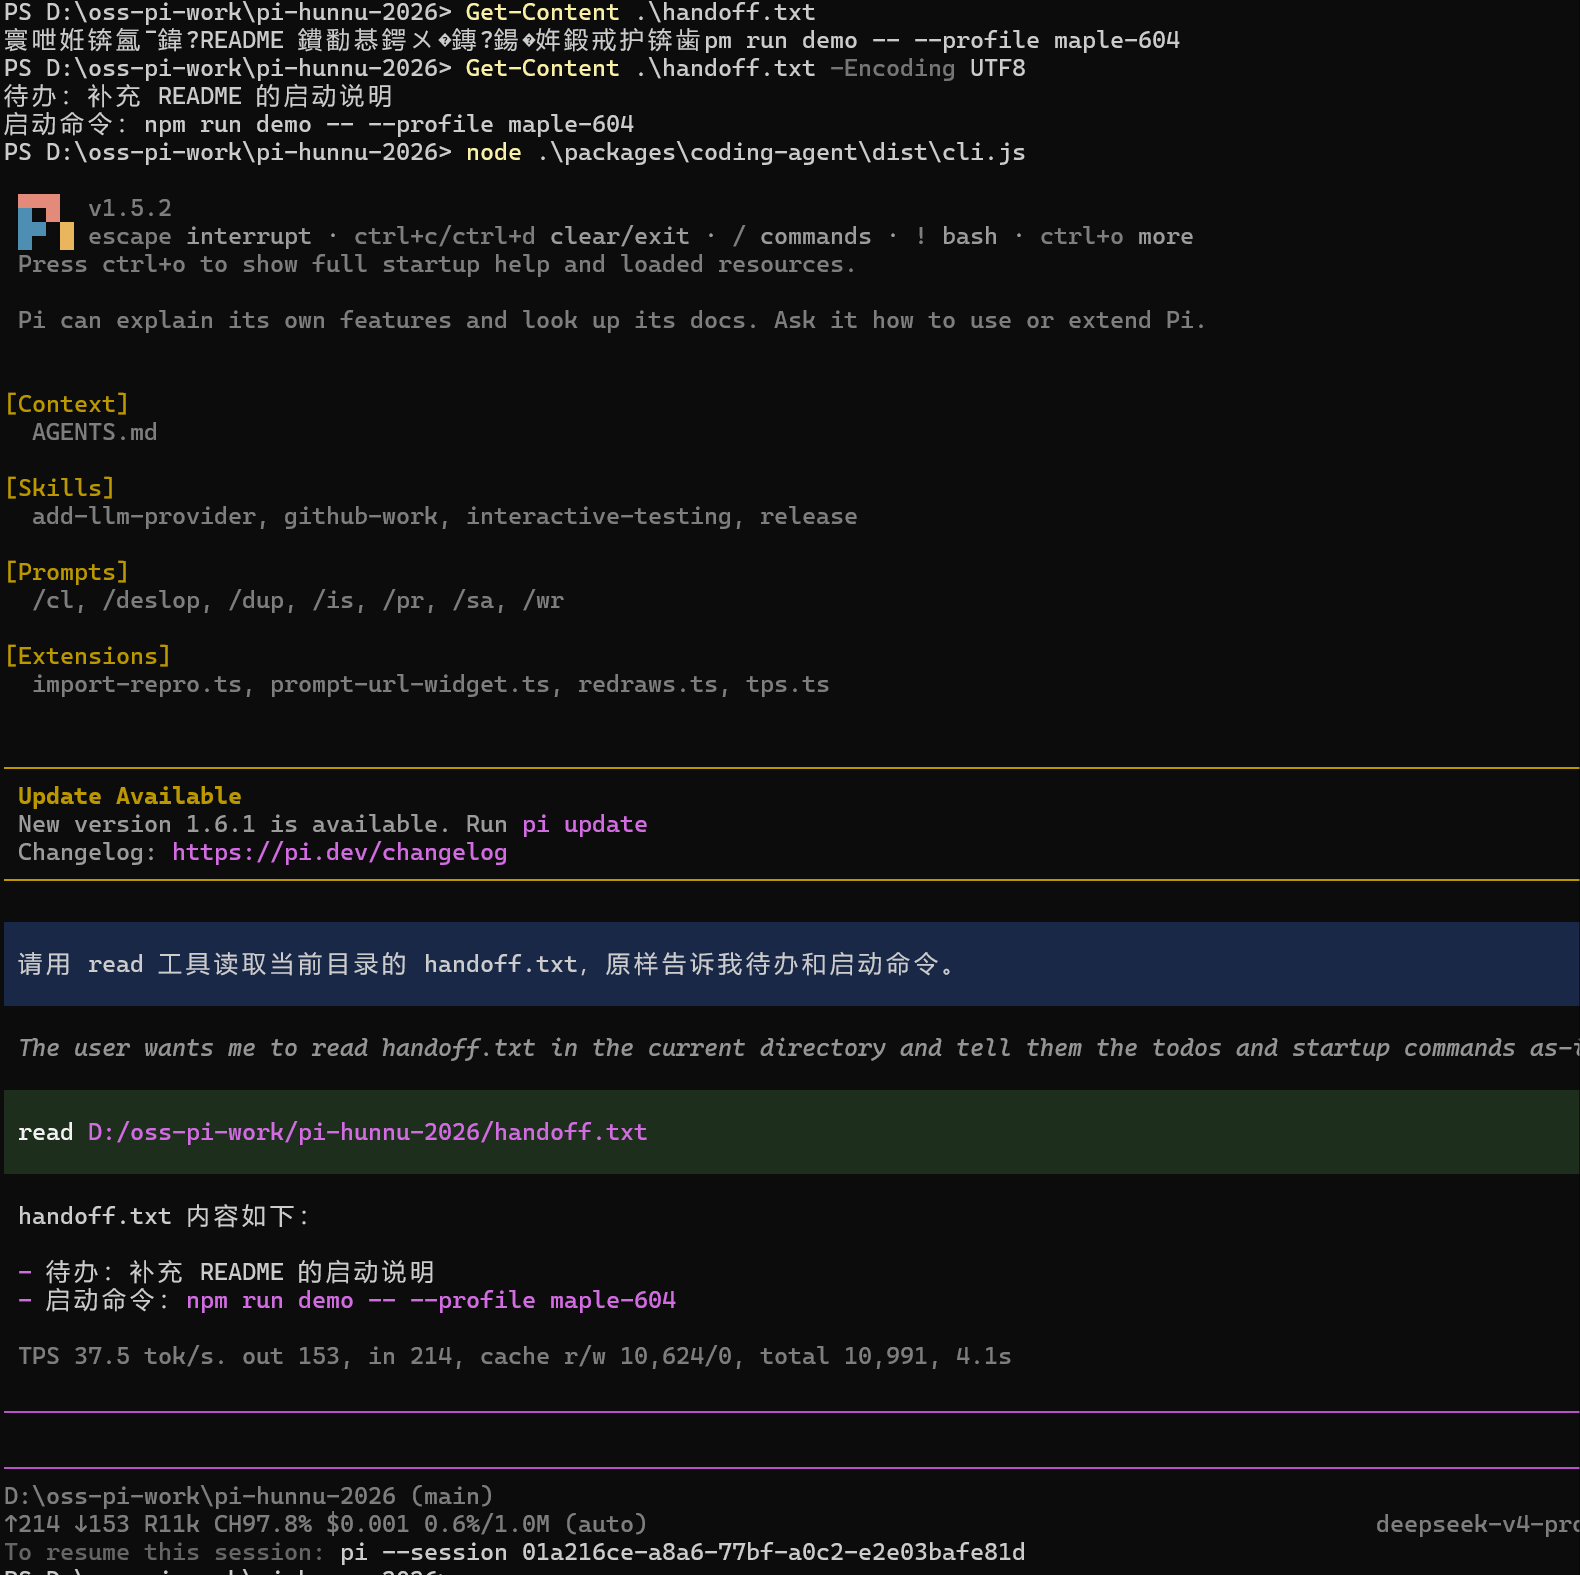 PS D:\oss-pi-work\pi-hunnu-2026> Get-Content .\handoff.txt
README pm run demo -- --profile maple-604
PS D:\oss-pi-work\pi-hunnu-2026> Get-Content .\handoff.txt -Encoding UTF8
待办：补充 README 的启动说明
启动命令：npm run demo -- --profile maple-604
PS D:\oss-pi-work\pi-hunnu-2026> node .\packages\coding-agent\dist\cli.js
v1.5.2
escape interrupt · ctrl+c/ctrl+d clear/exit · / commands · ! bash · ctrl+o more
Press ctrl+o to show full startup help and loaded resources.
Pi can explain its own features and look up its docs. Ask it how to use or extend Pi.
[Context]
AGENTS.md
[Skills]
add-llm-provider, github-work, interactive-testing, release
[Prompts]
/cl, /deslop, /dup, /is, /pr, /sa, /wr
[Extensions]
import-repro.ts, prompt-url-widget.ts, redraws.ts, tps.ts
Update Available
New version 1.6.1 is available. Run pi update
Changelog: https://pi.dev/changelog
请用 read 工具读取当前目录的 handoff.txt，原样告诉我待办和启动命令。
The user wants me to read handoff.txt in the current directory and tell them the todos and startup commands
read D:/oss-pi-work/pi-hunnu-2026/handoff.txt
handoff.txt 内容如下：
- 待办：补充 README 的启动说明
- 启动命令：npm run demo -- --profile maple-604
TPS 37.5 tok/s. out 153, in 214, cache r/w 10,624/0, total 10,991, 4.1s
D:\oss-pi-work\pi-hunnu-2026 (main)
↑214 ↓153 R11k CH97.8% $0.001 0.6%/1.0M (auto) deepseek-v4-pro
To resume this session: pi --session 01a216ce-a8a6-77bf-a0c2-e2e03bafe81d